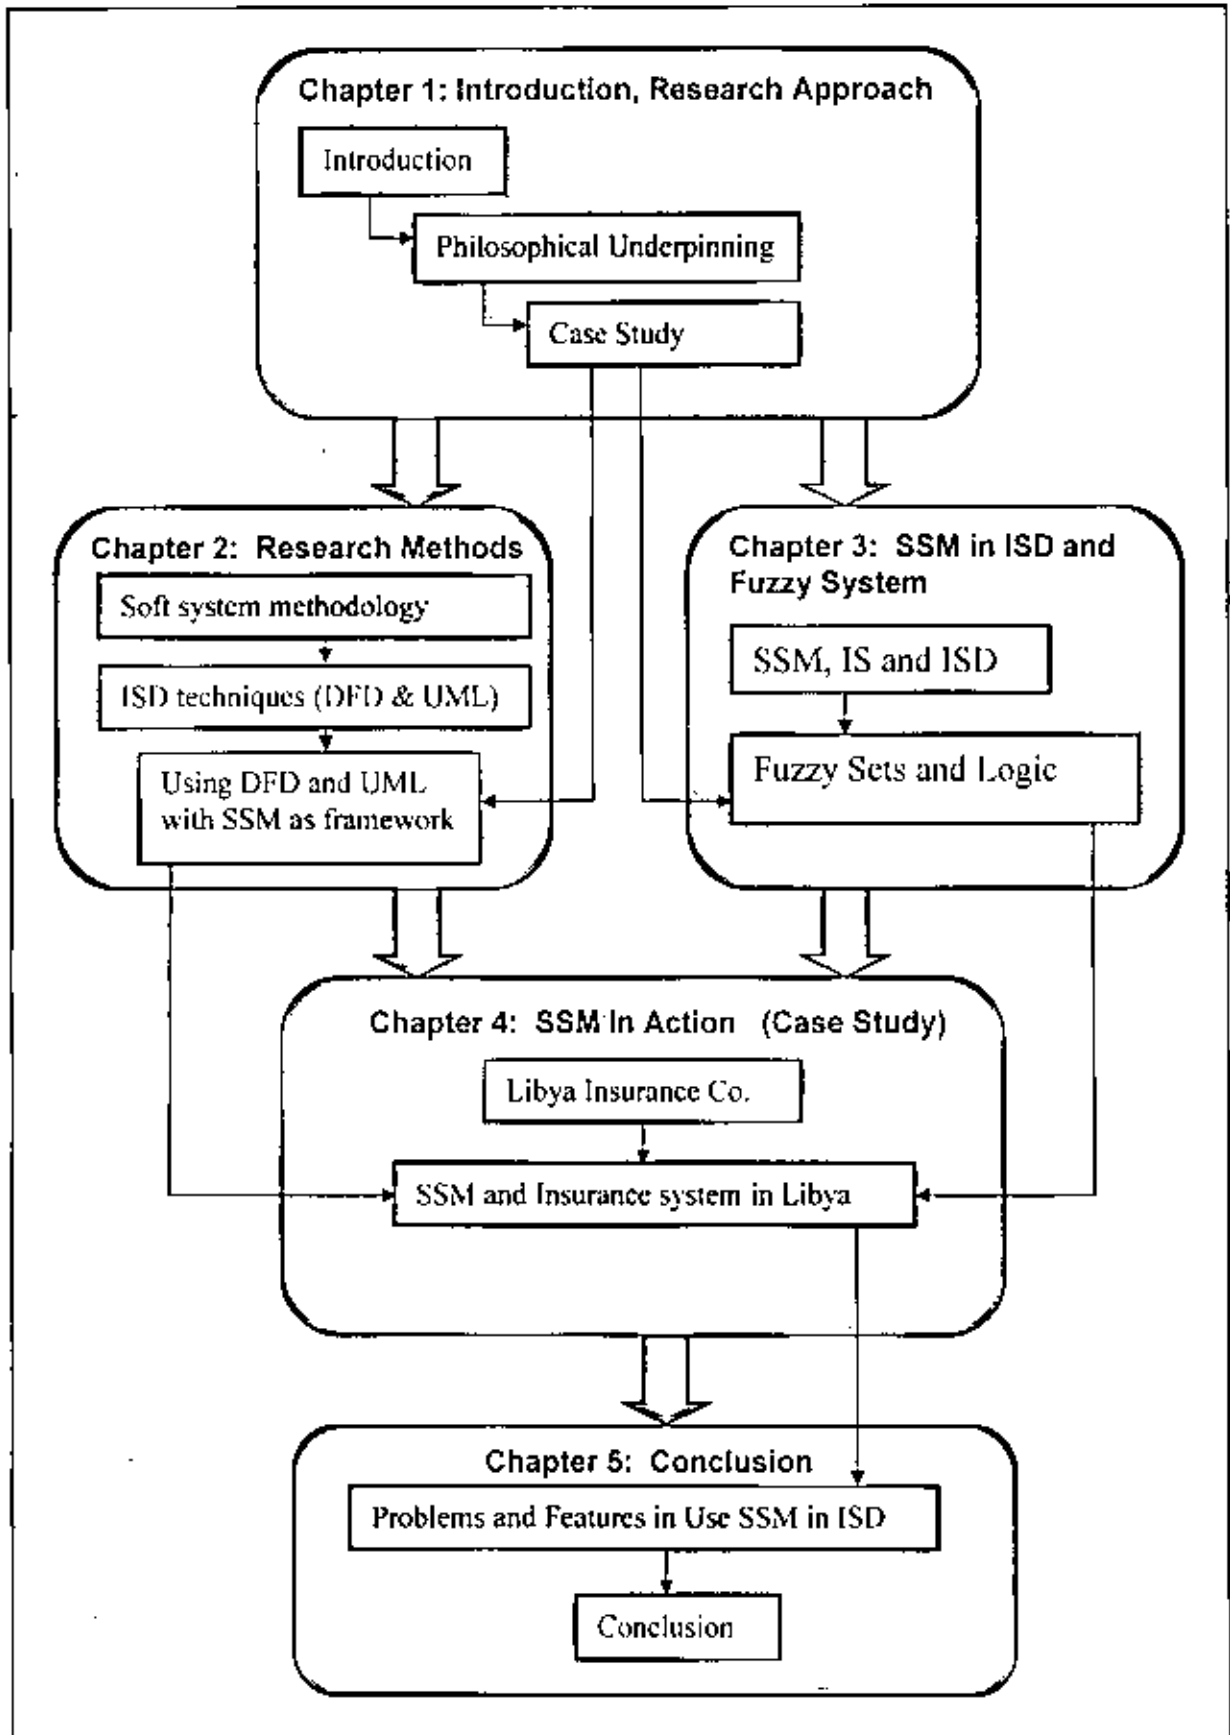 Chapter 1: Introduction, Research Approach
Introduction
Philosophical Underpinning
Case Study
Chapter 2: Research Methods
Soft system methodology
ISD techniques (DFD & UML)
Using DFD and UML
with SSM as framework
Chapter 3: SSM in ISD and
Fuzzy System
SSM, IS and ISD
Fuzzy Sets and Logic
Chapter 4: SSM In Action (Case Study)
Libya Insurance Co.
SSM and Insurance system in Libya
Chapter 5: Conclusion
Problems and Features in Use SSM in ISD
Conclusion